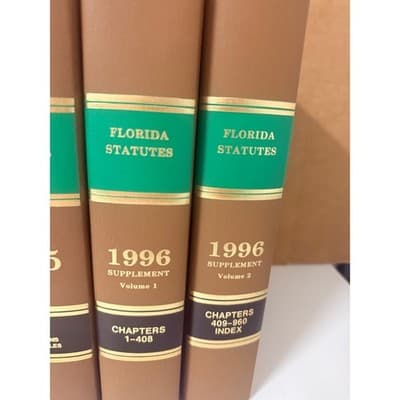 FLORIDA
STATUTES
1996
SUPPLEMENT
Volume 1
CHAPTERS
1-408
FLORIDA
STATUTES
1996
SUPPLEMENT
Volume 2
CHAPTERS
409-960
INDEX
5